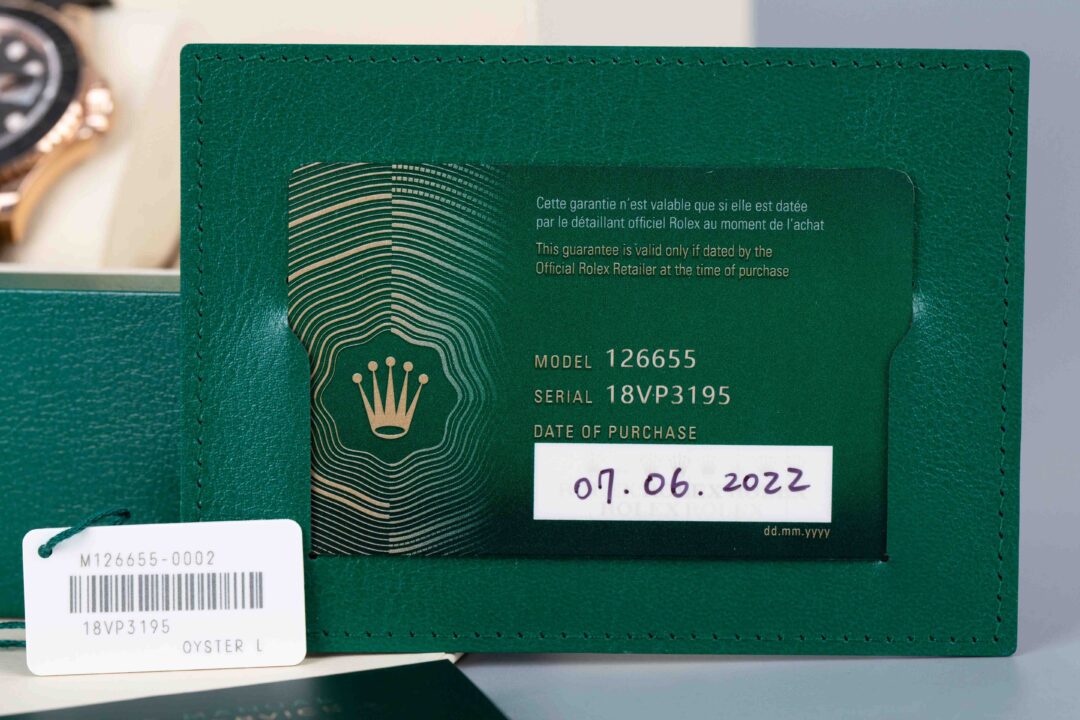 Cette garantie n'est valable que si elle est datée
par le détaillant officiel Rolex au moment de l'achat
This guarantee is valid only if dated by the
Official Rolex Retailer at the time of purchase
MODEL 126655
SERIAL 18VP3195
DATE OF PURCHASE
07.06.2022
dd.mm.yyyy
M126655-0002
18VP3195
OYSTER L